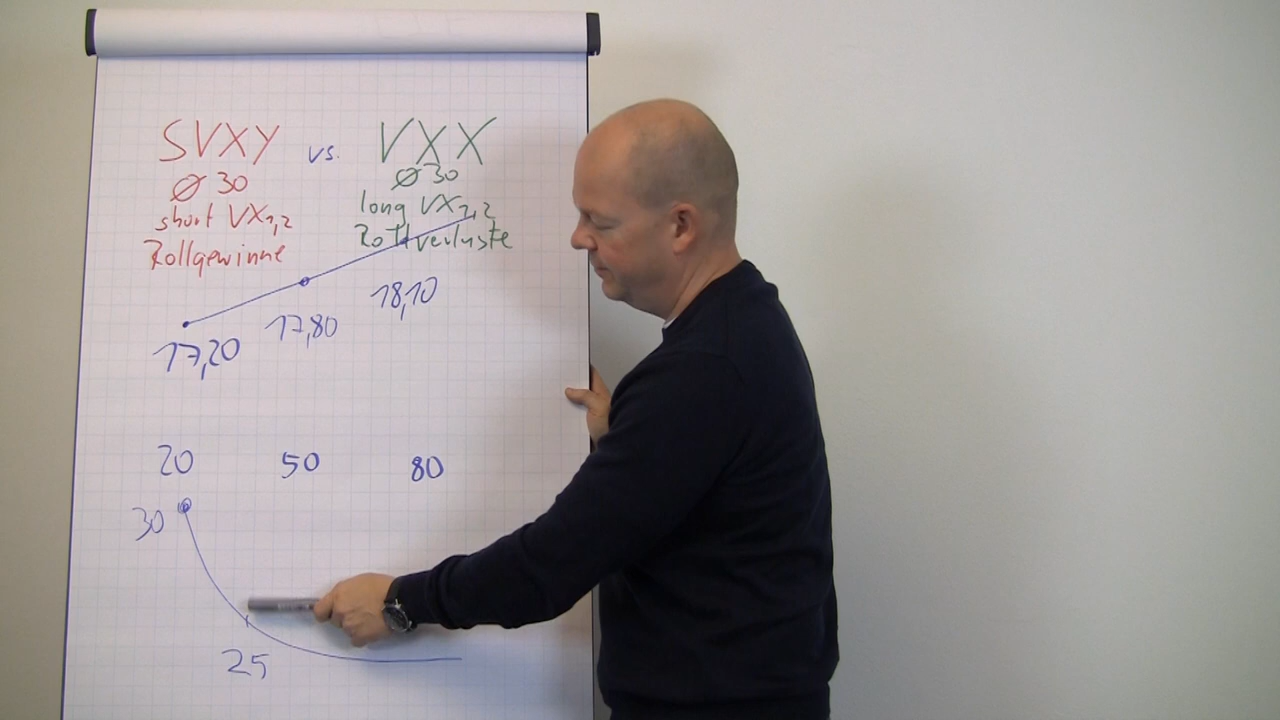 SVXY vs. VXX
Ø 30 Ø 30
short VX1,2 long VX1,2
Rollgewinne Rollverluste
17,20 17,80 18,10
20 50 80
30
25